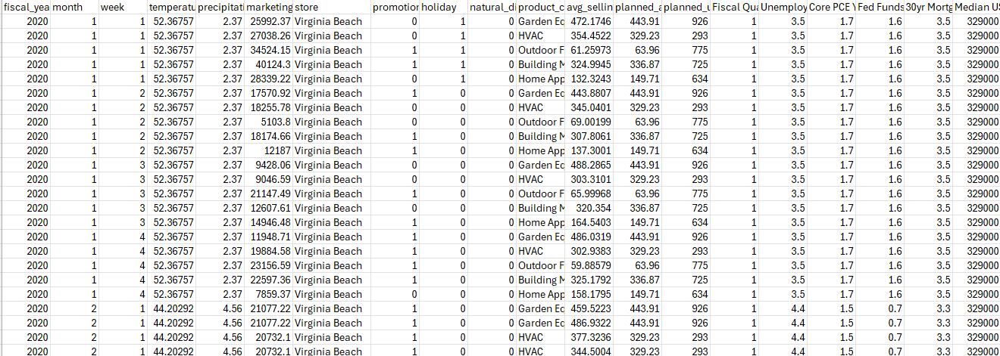 fiscal_yea month week temperatu precipitati marketing store promotion holiday natural_di product_c avg_sellin planned_a planned_u Fiscal Qua Unemploy Core PCE Y Fed Funds 30yr Mortg Median US
2020 1 1 52.36757 2.37 25992.37 Virginia Beach 0 1 0 Garden Eq 472.1746 443.91 926 1 3.5 1.7 1.6 3.5 329000
2020 1 1 52.36757 2.37 27038.26 Virginia Beach 0 1 0 HVAC 354.4522 329.23 293 1 3.5 1.7 1.6 3.5 329000
2020 1 1 52.36757 2.37 34524.15 Virginia Beach 1 1 0 Outdoor F 61.25973 63.96 775 1 3.5 1.7 1.6 3.5 329000
2020 1 1 52.36757 2.37 40124.3 Virginia Beach 1 1 0 Building M 324.9945 336.87 725 1 3.5 1.7 1.6 3.5 329000
2020 1 1 52.36757 2.37 28339.22 Virginia Beach 0 1 0 Home App 132.3243 149.71 634 1 3.5 1.7 1.6 3.5 329000
2020 1 2 52.36757 2.37 17570.92 Virginia Beach 1 0 0 Garden Eq 443.8807 443.91 926 1 3.5 1.7 1.6 3.5 329000
2020 1 2 52.36757 2.37 18255.78 Virginia Beach 0 0 0 HVAC 345.0401 329.23 293 1 3.5 1.7 1.6 3.5 329000
2020 1 2 52.36757 2.37 5103.8 Virginia Beach 0 0 0 Outdoor F 69.00199 63.96 775 1 3.5 1.7 1.6 3.5 329000
2020 1 2 52.36757 2.37 18174.66 Virginia Beach 1 0 0 Building M 307.8061 336.87 725 1 3.5 1.7 1.6 3.5 329000
2020 1 2 52.36757 2.37 12187 Virginia Beach 1 0 0 Home App 137.3001 149.71 634 1 3.5 1.7 1.6 3.5 329000
2020 1 3 52.36757 2.37 9428.06 Virginia Beach 0 0 0 Garden Eq 488.2865 443.91 926 1 3.5 1.7 1.6 3.5 329000
2020 1 3 52.36757 2.37 9046.59 Virginia Beach 0 0 0 HVAC 303.3101 329.23 293 1 3.5 1.7 1.6 3.5 329000
2020 1 3 52.36757 2.37 21147.49 Virginia Beach 1 0 0 Outdoor F 65.99968 63.96 775 1 3.5 1.7 1.6 3.5 329000
2020 1 3 52.36757 2.37 12607.61 Virginia Beach 0 0 0 Building M 320.354 336.87 725 1 3.5 1.7 1.6 3.5 329000
2020 1 3 52.36757 2.37 14946.48 Virginia Beach 1 0 0 Home App 164.5403 149.71 634 1 3.5 1.7 1.6 3.5 329000
2020 1 4 52.36757 2.37 11948.71 Virginia Beach 1 0 0 Garden Eq 486.0319 443.91 926 1 3.5 1.7 1.6 3.5 329000
2020 1 4 52.36757 2.37 19884.58 Virginia Beach 1 0 0 HVAC 302.9383 329.23 293 1 3.5 1.7 1.6 3.5 329000
2020 1 4 52.36757 2.37 23156.59 Virginia Beach 1 0 0 Outdoor F 59.88579 63.96 775 1 3.5 1.7 1.6 3.5 329000
2020 1 4 52.36757 2.37 22597.36 Virginia Beach 1 0 0 Building M 325.1792 336.87 725 1 3.5 1.7 1.6 3.5 329000
2020 1 4 52.36757 2.37 7859.37 Virginia Beach 0 0 0 Home App 158.1795 149.71 634 1 3.5 1.7 1.6 3.5 329000
2020 2 1 44.20292 4.56 21077.22 Virginia Beach 1 0 0 Garden Eq 459.5223 443.91 926 1 4.4 1.5 0.7 3.3 329000
2020 2 1 44.20292 4.56 21077.22 Virginia Beach 1 0 0 Garden Eq 486.9322 443.91 926 1 4.4 1.5 0.7 3.3 329000
2020 2 1 44.20292 4.56 20732.1 Virginia Beach 1 0 0 HVAC 377.3236 329.23 293 1 4.4 1.5 0.7 3.3 329000
2020 2 1 44.20292 4.56 20732.1 Virginia Beach 1 0 0 HVAC 344.5004 329.23 293 1 4.4 1.5 0.7 3.3 329000